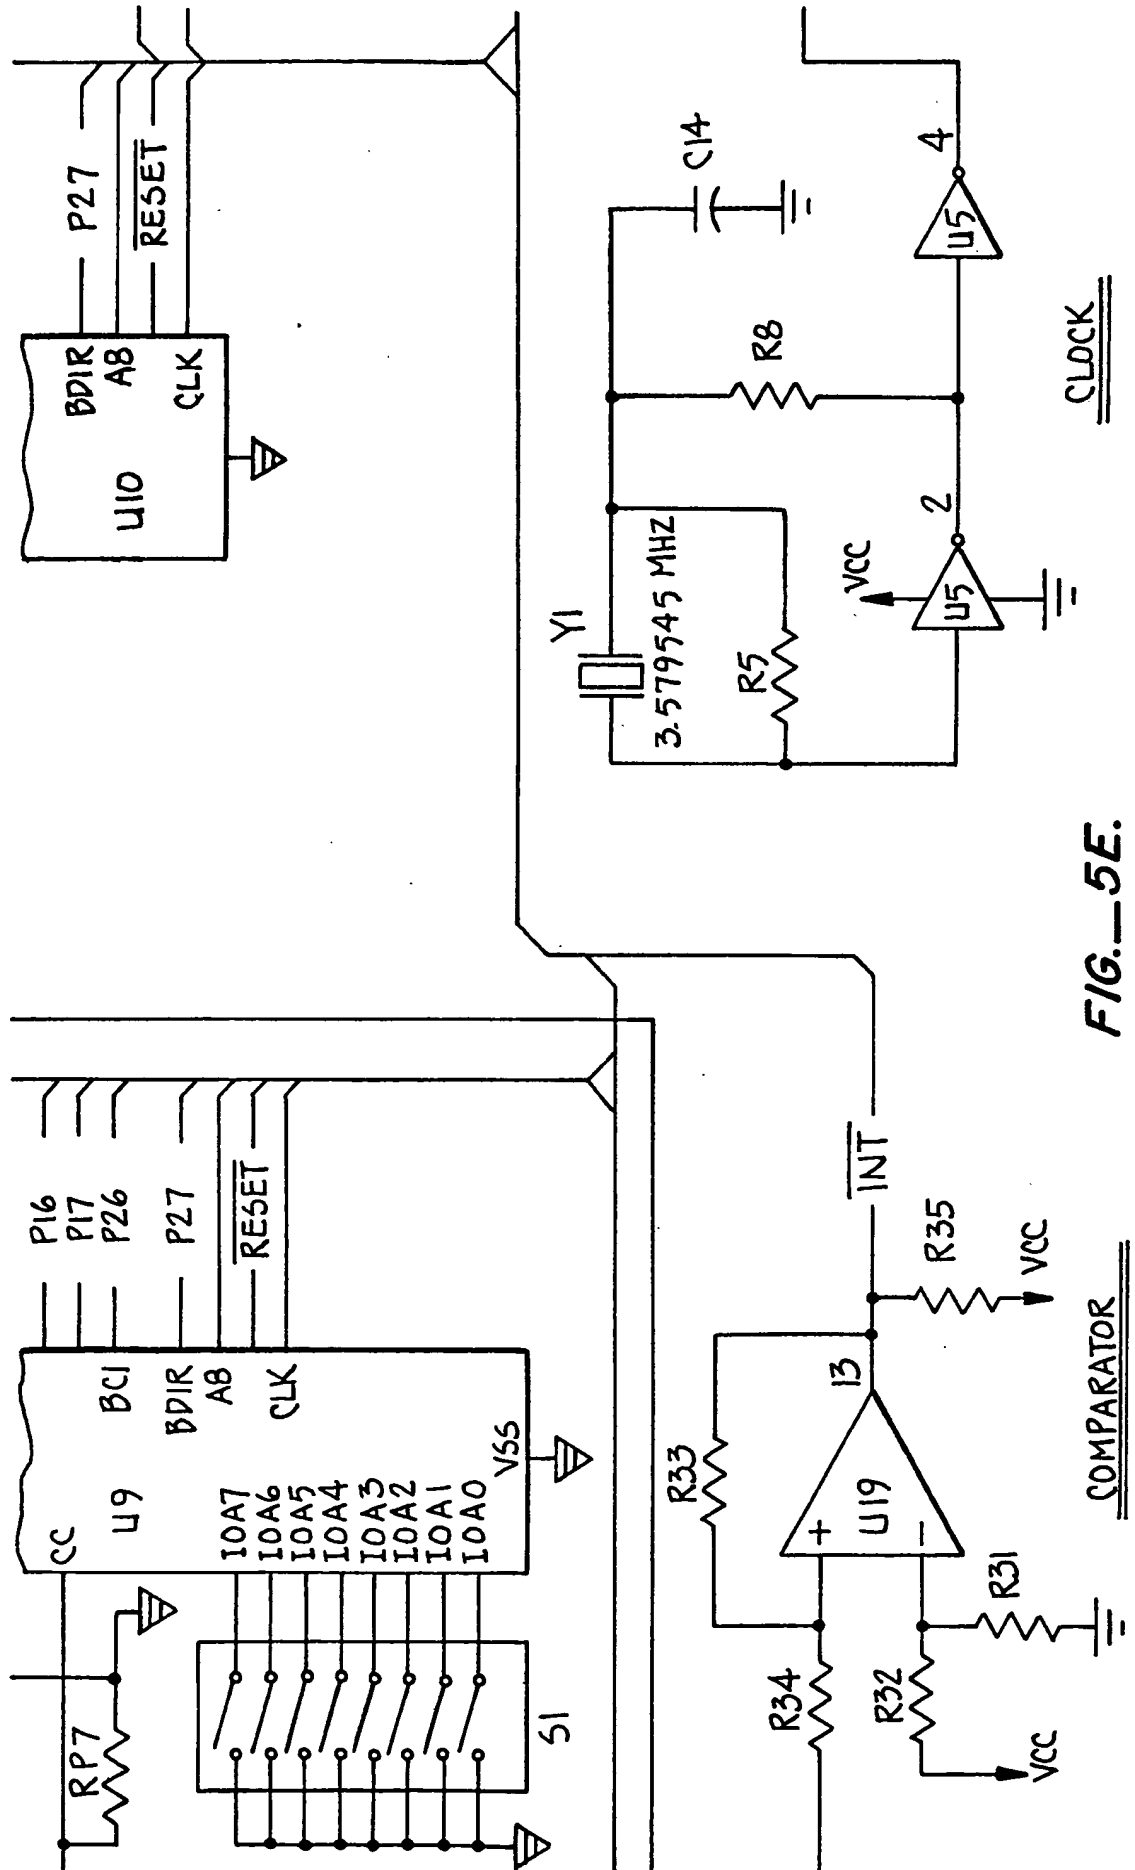 CC
U9
IOA7
IOA6
IOA5
IOA4
IOA3
IOA2
IOA1
IOA0
VSS
BC1
BDIR
A8
CLK
P16
P17
P26
P27
RESET
RP7
S1
U10
BDIR
A8
CLK
P27
RESET
R34
R33
R32
R31
VCC
+
−
U19
13
R35
VCC
INT
COMPARATOR
Y1
3.579545 MHZ
R5
U5
VCC
2
R8
C14
U5
4
CLOCK
FIG._5E.